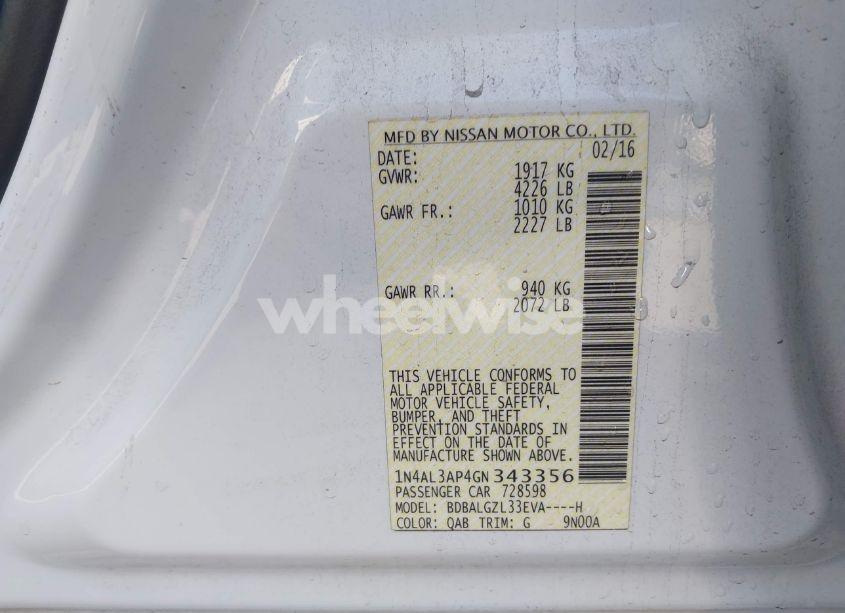 MFD BY NISSAN MOTOR CO., LTD.
DATE: 02/16
GVWR: 1917 KG
4226 LB
GAWR FR.: 1010 KG
2227 LB
GAWR RR.: 940 KG
2072 LB
wheelwise
THIS VEHICLE CONFORMS TO
ALL APPLICABLE FEDERAL
MOTOR VEHICLE SAFETY,
BUMPER, AND THEFT
PREVENTION STANDARDS IN
EFFECT ON THE DATE OF
MANUFACTURE SHOWN ABOVE.
1N4AL3AP4GN343356
PASSENGER CAR 728598
MODEL: BDBALGZL33EVA----H
COLOR: QAB TRIM: G 9N00A